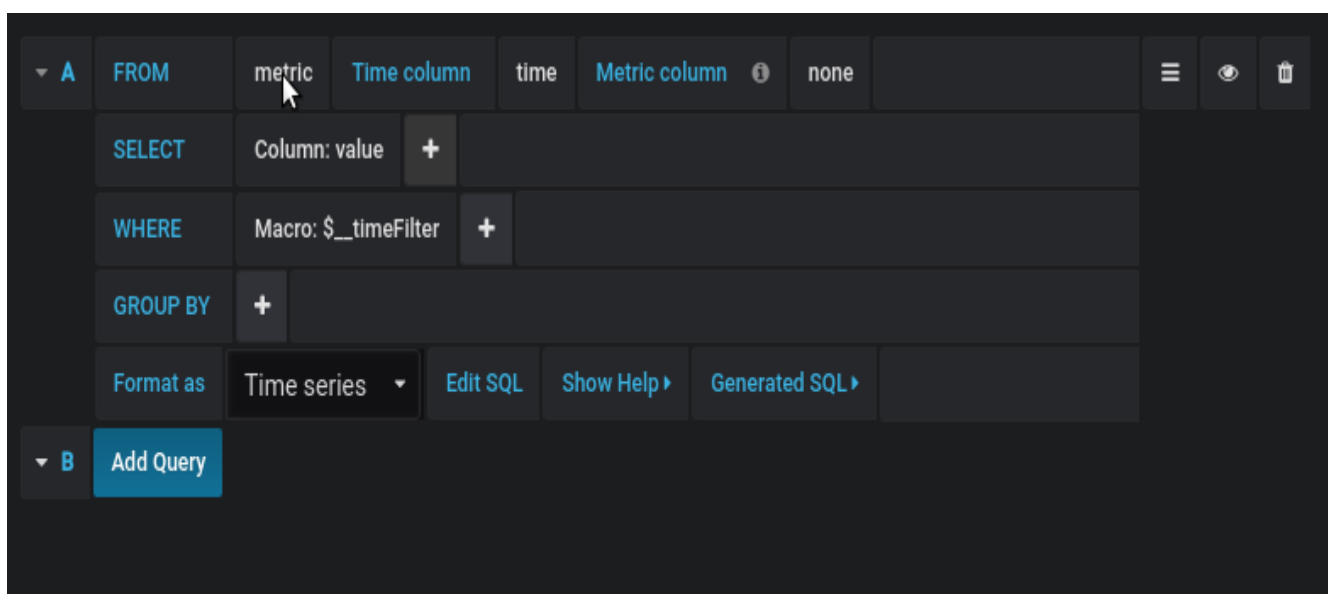 A FROM metric Time column time Metric column none
SELECT Column: value +
WHERE Macro: $__timeFilter +
GROUP BY +
Format as Time series Edit SQL Show Help Generated SQL
B Add Query